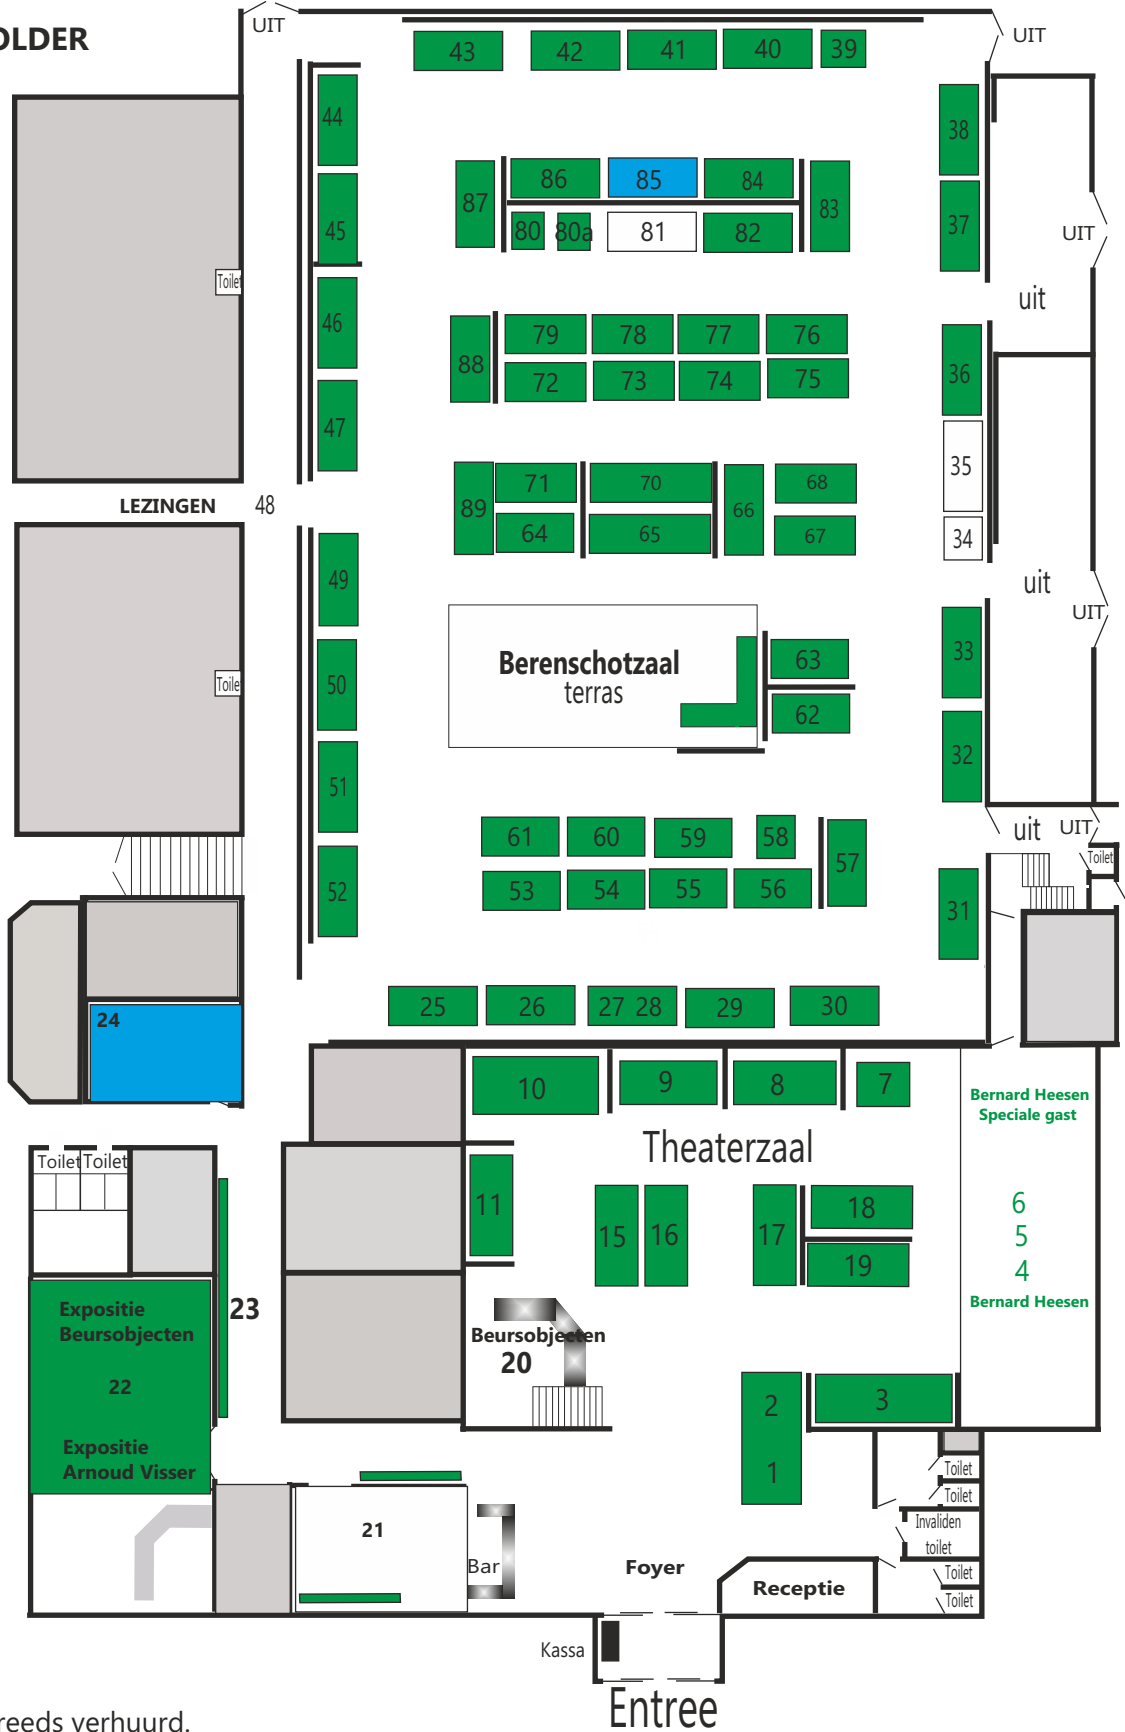 OLDER
UIT
UIT
43
42
41
40
39
44
38
86
85
84
87
83
80
80a
81
82
45
37
UIT
Toilet
uit
46
79
78
77
76
88
72
73
74
75
36
47
35
71
70
68
89
66
64
65
67
34
LEZINGEN
48
49
uit
UIT
Berenschotzaal
terras
63
62
33
Toile
50
32
51
61
60
59
58
57
53
54
55
56
uit
UIT
Toilet
52
31
25
26
27 28
29
30
24
10
9
8
7
Bernard Heesen
Speciale gast
Theaterzaal
Toilet
Toilet
11
15
16
17
18
19
6
5
4
Bernard Heesen
23
Expositie
Beursobjecten
22
Expositie
Arnoud Visser
Beursobjecten
20
2
1
3
Toilet
Toilet
Invaliden
toilet
Toilet
Toilet
21
Bar
Foyer
Receptie
Kassa
Entree
reeds verhuurd.